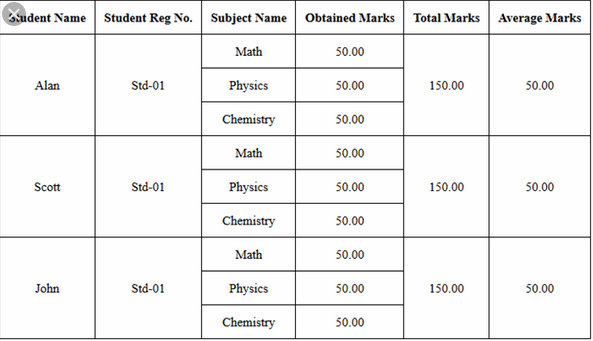 Student Name Student Reg No. Subject Name Obtained Marks Total Marks Average Marks
Math 50.00
Alan Std-01 Physics 50.00 150.00 50.00
Chemistry 50.00
Math 50.00
Scott Std-01 Physics 50.00 150.00 50.00
Chemistry 50.00
Math 50.00
John Std-01 Physics 50.00 150.00 50.00
Chemistry 50.00